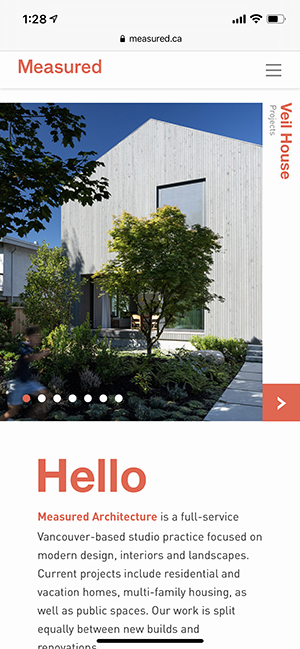 1:28
measured.ca
Measured
Veil House
Projects
Hello
Measured Architecture is a full-service
Vancouver-based studio practice focused on
modern design, interiors and landscapes.
Current projects include residential and
vacation homes, multi-family housing, as
well as public spaces. Our work is split
equally between new builds and
renovations